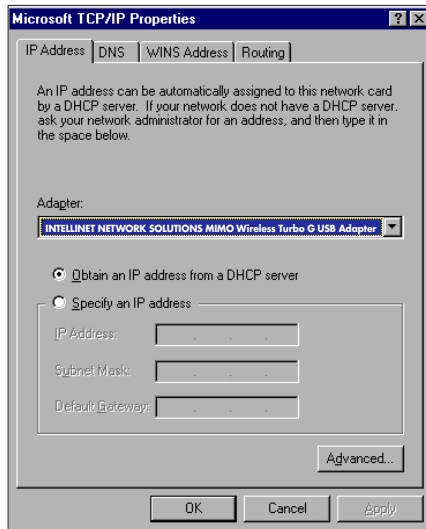 Microsoft TCP/IP Properties
IP Address DNS WINS Address Routing
An IP address can be automatically assigned to this network card
by a DHCP server. If your network does not have a DHCP server.
ask your network administrator for an address, and then type it in
the space below.
Adapter:
INTELLINET NETWORK SOLUTIONS MIMO Wireless Turbo G USB Adapter
Obtain an IP address from a DHCP server
Specify an IP address
IP Address:
Subnet Mask:
Default Gateway:
Advanced...
OK Cancel Apply